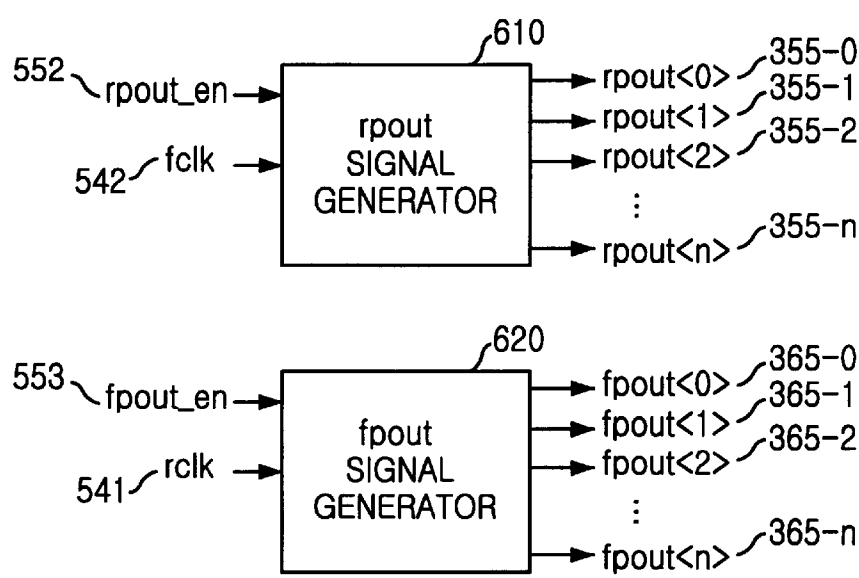 610
552
rpout_en
542
fclk
rpout
SIGNAL
GENERATOR
rpout<0>
355-0
rpout<1>
355-1
rpout<2>
355-2
⋮
rpout<n>
355-n
620
553
fpout_en
541
rclk
fpout
SIGNAL
GENERATOR
fpout<0>
365-0
fpout<1>
365-1
fpout<2>
365-2
⋮
fpout<n>
365-n